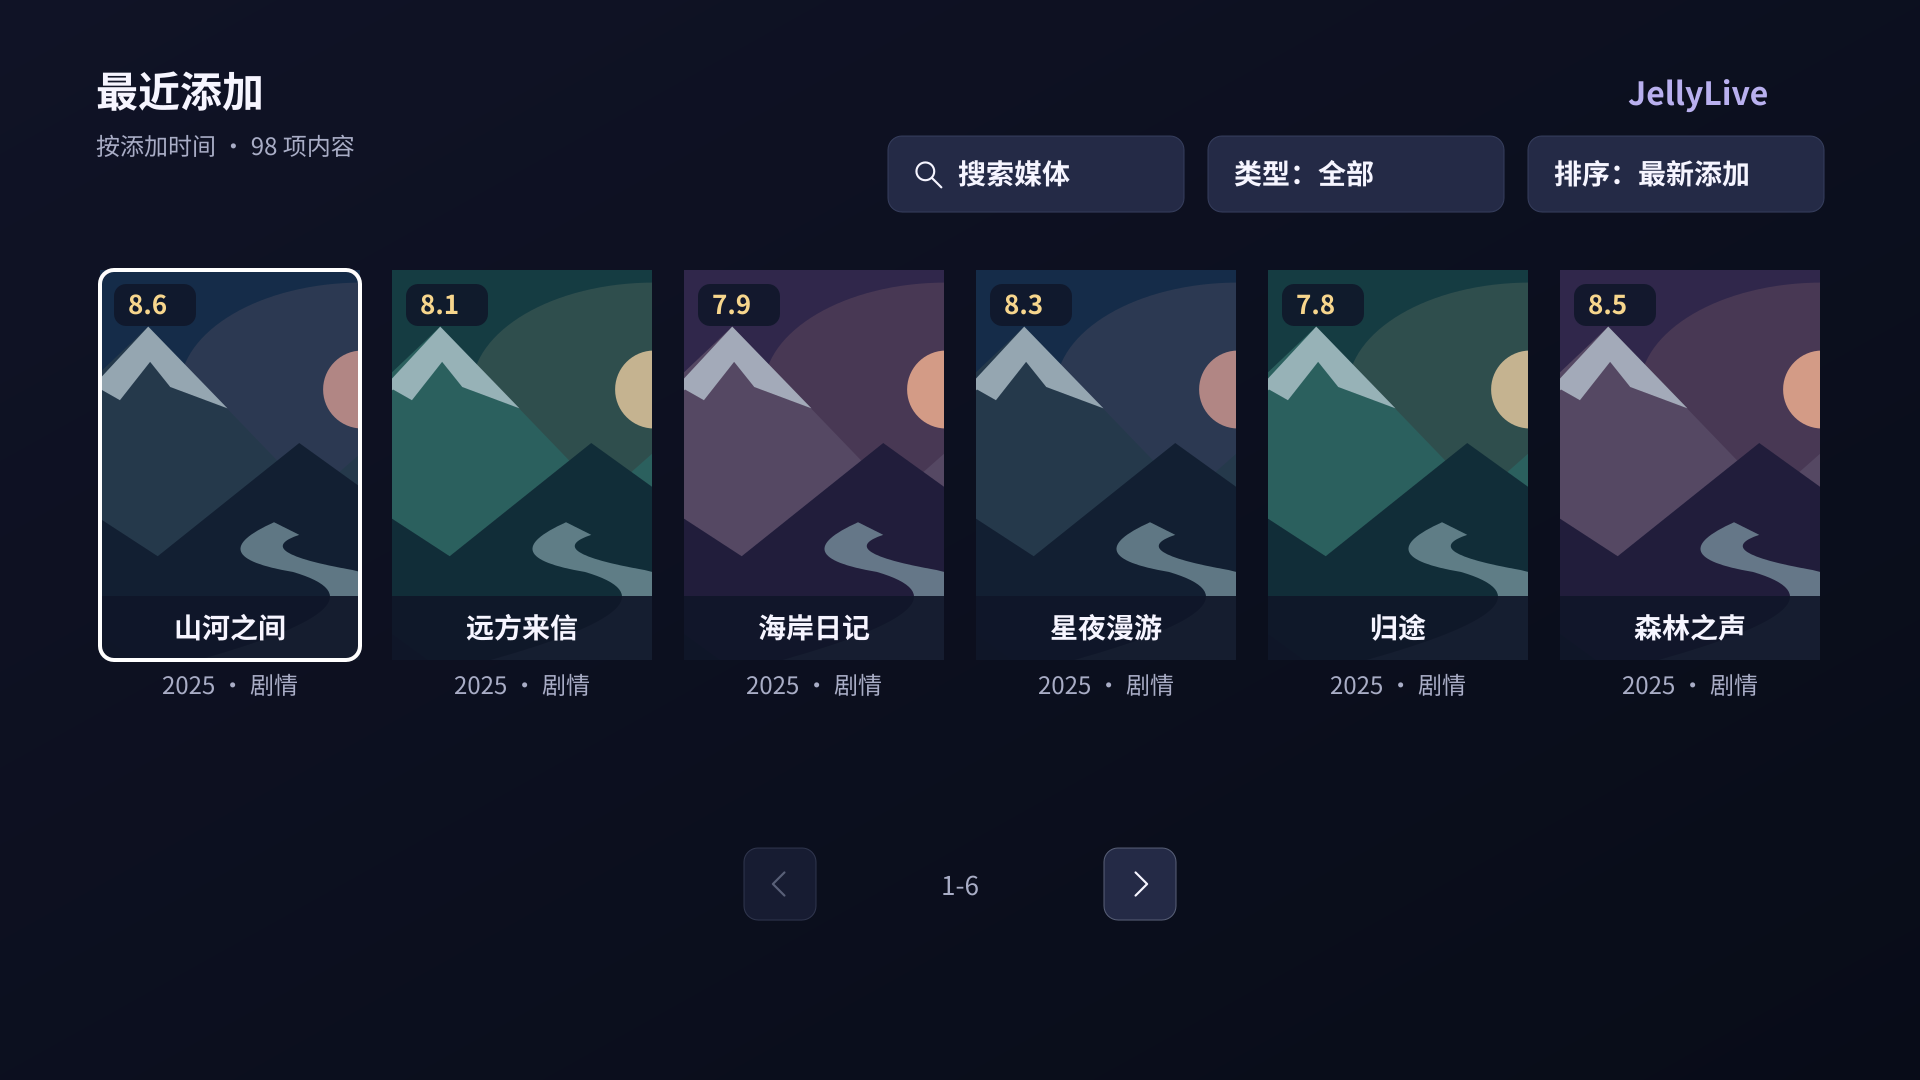 最近添加
JellyLive
按添加时间 · 98 项内容
搜索媒体
类型：全部
排序：最新添加
8.6
8.1
7.9
8.3
7.8
8.5
山河之间
远方来信
海岸日记
星夜漫游
归途
森林之声
2025 · 剧情
2025 · 剧情
2025 · 剧情
2025 · 剧情
2025 · 剧情
2025 · 剧情
1-6